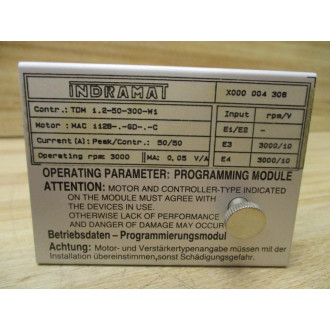 INDRAMAT
X000 004 306
Contr.: TDM 1.2-50-300-W1
Input rpm/V
Motor: MAC 112B-.-GD-.-C
E1/E2 -
Current(A): Peak/Contr.: 50/50
E3 3000/10
Operating rpm: 3000 MA: 0,05 V/A
E4 3000/10
OPERATING PARAMETER: PROGRAMMING MODULE
ATTENTION: MOTOR AND CONTROLLER-TYPE INDICATED
ON THE MODULE MUST AGREE WITH
THE DEVICES IN USE.
OTHERWISE LACK OF PERFORMANCE
AND DANGER OF DAMAGE MAY OCCUR
Betriebsdaten - Programmierungsmodul
Achtung: Motor- und Verstärkertypenangabe müssen mit der
Installation übereinstimmen,sonst Schädigungsgefahr.